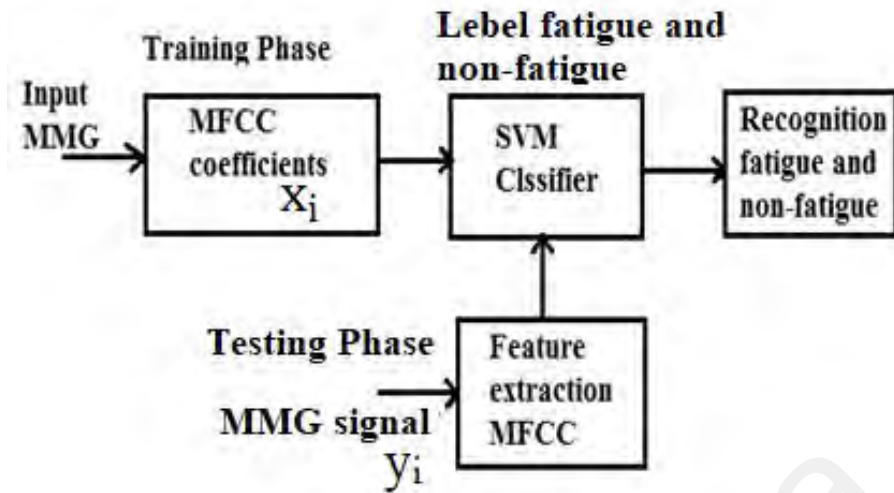 Training Phase
Lebel fatigue and
non-fatigue
Input
MMG
MFCC
coefficients
Xi
SVM
Clssifier
Recognition
fatigue and
non-fatigue
Testing Phase
MMG signal
yi
Feature
extraction
MFCC